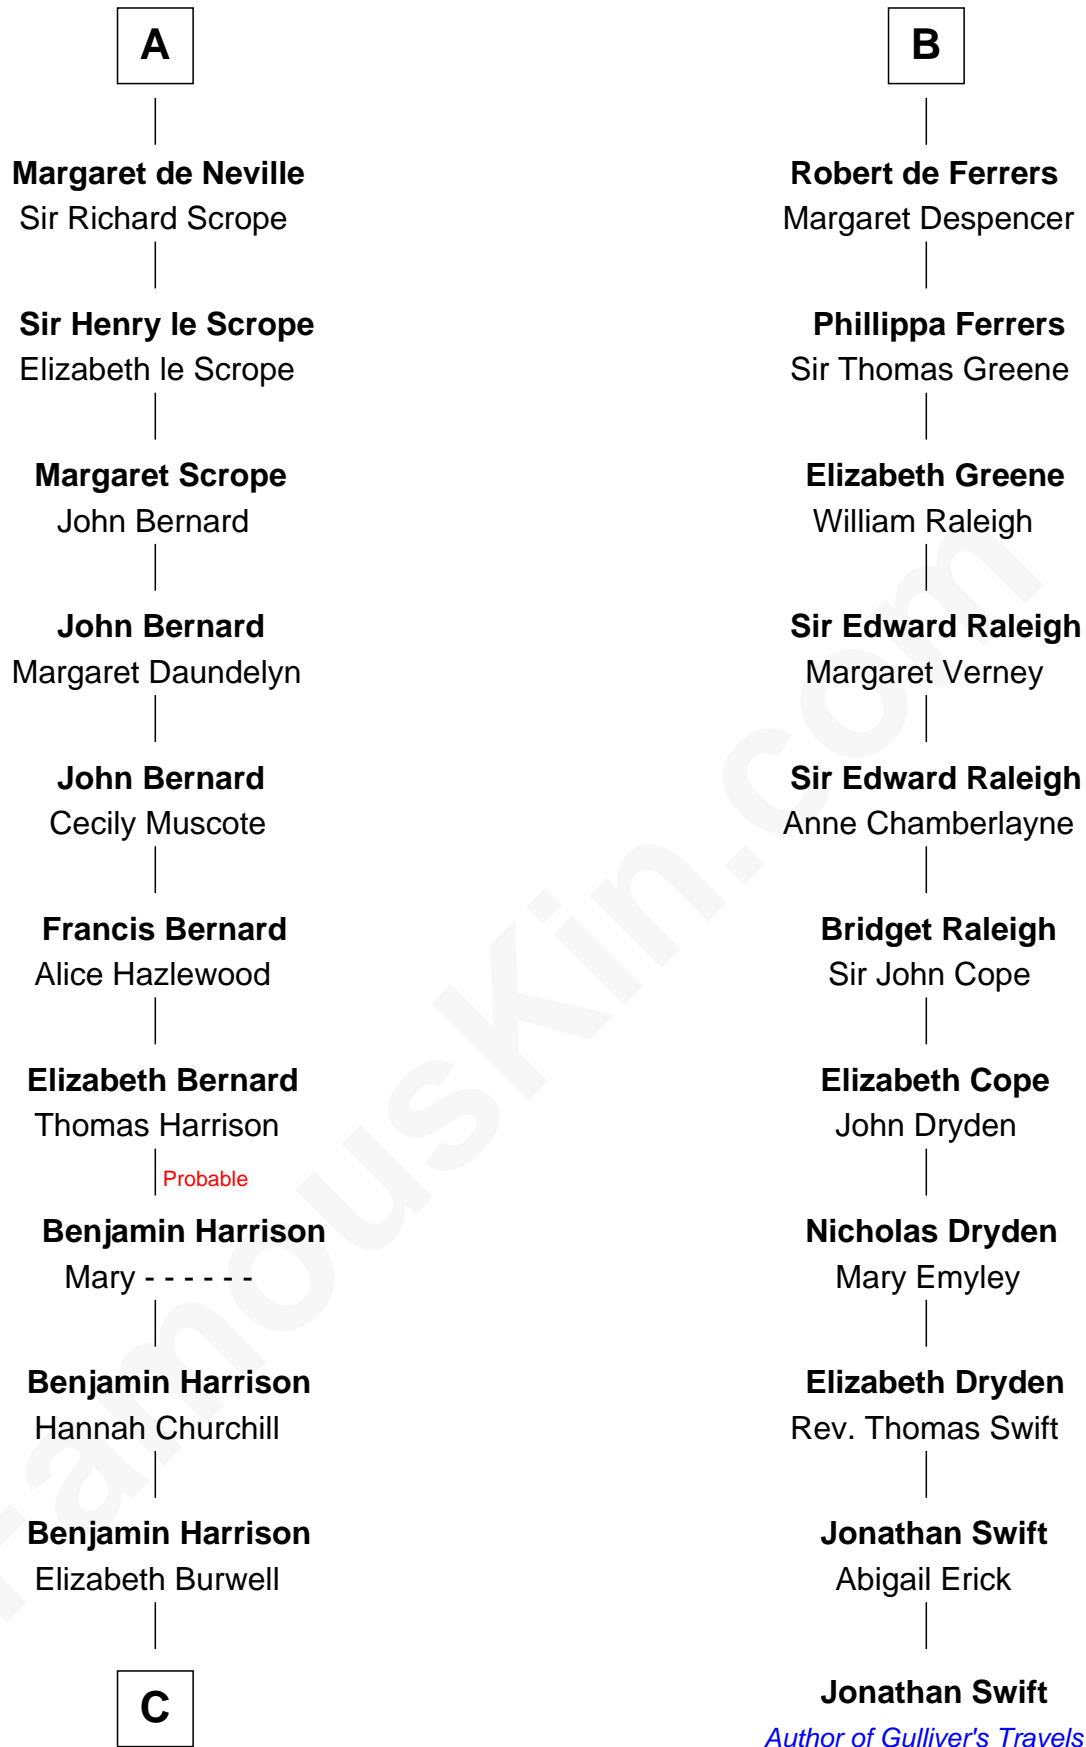 A
Margaret de Neville
Sir Richard Scrope
Sir Henry le Scrope
Elizabeth le Scrope
Margaret Scrope
John Bernard
John Bernard
Margaret Daundelyn
John Bernard
Cecily Muscote
Francis Bernard
Alice Hazlewood
Elizabeth Bernard
Thomas Harrison
Probable
Benjamin Harrison
Mary - - - - - -
Benjamin Harrison
Hannah Churchill
Benjamin Harrison
Elizabeth Burwell
C
B
Robert de Ferrers
Margaret Despencer
Phillippa Ferrers
Sir Thomas Greene
Elizabeth Greene
William Raleigh
Sir Edward Raleigh
Margaret Verney
Sir Edward Raleigh
Anne Chamberlayne
Bridget Raleigh
Sir John Cope
Elizabeth Cope
John Dryden
Nicholas Dryden
Mary Emyley
Elizabeth Dryden
Rev. Thomas Swift
Jonathan Swift
Abigail Erick
Jonathan Swift
Author of Gulliver's Travels
FamousKin.com